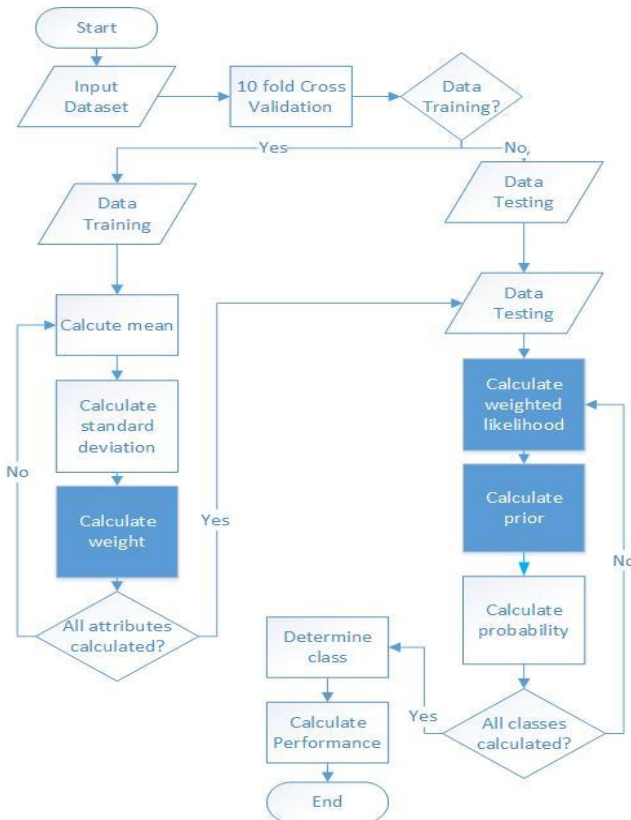 Start
Input
Dataset
10 fold Cross
Validation
Data
Training?
Yes
No,
Data
Training
Data
Testing
Calcute mean
Data
Testing
Calculate
standard
deviation
No
Calculate
weight
Yes
All attributes
calculated?
Calculate
weighted
likelihood
Calculate
prior
No
Calculate
probability
All classes
calculated?
Yes
Determine
class
Calculate
Performance
End